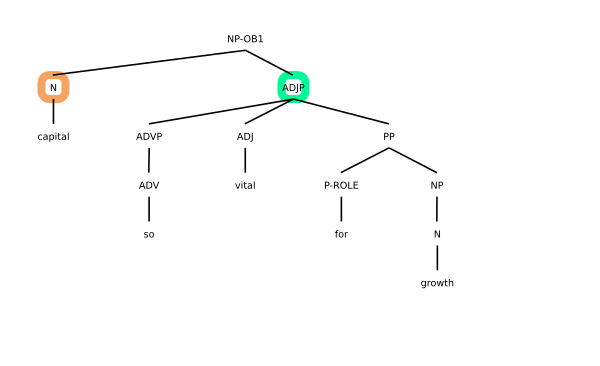 NP-OB1
N ADJP
capital ADVP ADJ PP
ADV vital P-ROLE NP
so for N
growth